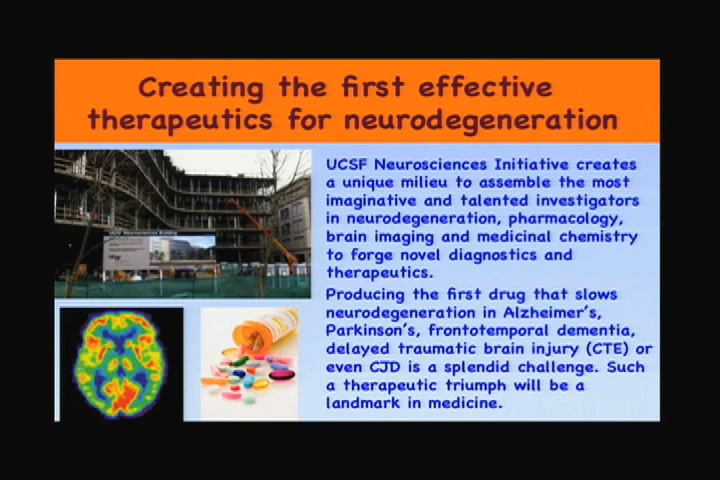 Creating the first effective
therapeutics for neurodegeneration
UCSF Neurosciences Initiative creates
a unique milieu to assemble the most
imaginative and talented investigators
in neurodegeneration, pharmacology,
brain imaging and medicinal chemistry
to forge novel diagnostics and
therapeutics.
Producing the first drug that slows
neurodegeneration in Alzheimer's,
Parkinson's, frontotemporal dementia,
delayed traumatic brain injury (CTE) or
even CJD is a splendid challenge. Such
a therapeutic triumph will be a
landmark in medicine.
UCSF Neurosciences Building